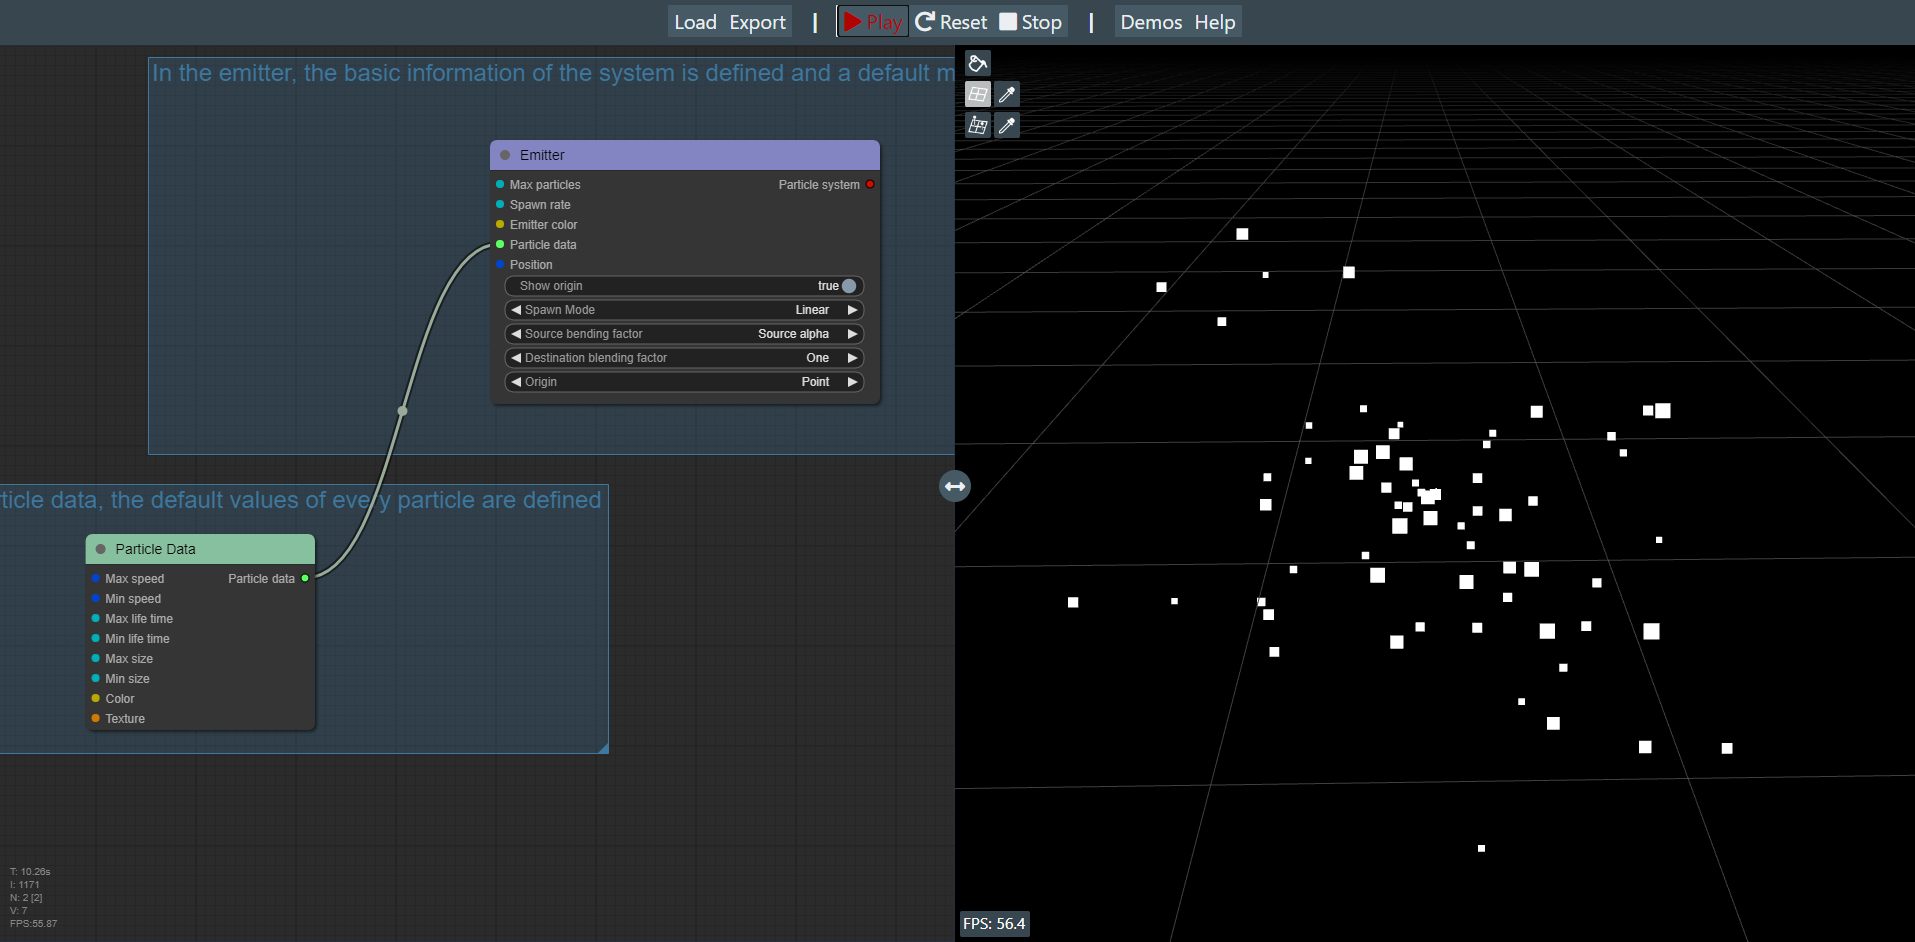 Load Export | Play Reset Stop | Demos Help
In the emitter, the basic information of the system is defined and a default m
Emitter
Max particles Particle system
Spawn rate
Emitter color
Particle data
Position
Show origin true
Spawn Mode Linear
Source bending factor Source alpha
Destination blending factor One
Origin Point
ticle data, the default values of every particle are defined
Particle Data
Max speed Particle data
Min speed
Max life time
Min life time
Max size
Min size
Color
Texture
T: 10.26s
I: 1171
N: 2 [2]
V: 7
FPS:55.87
FPS: 56.4